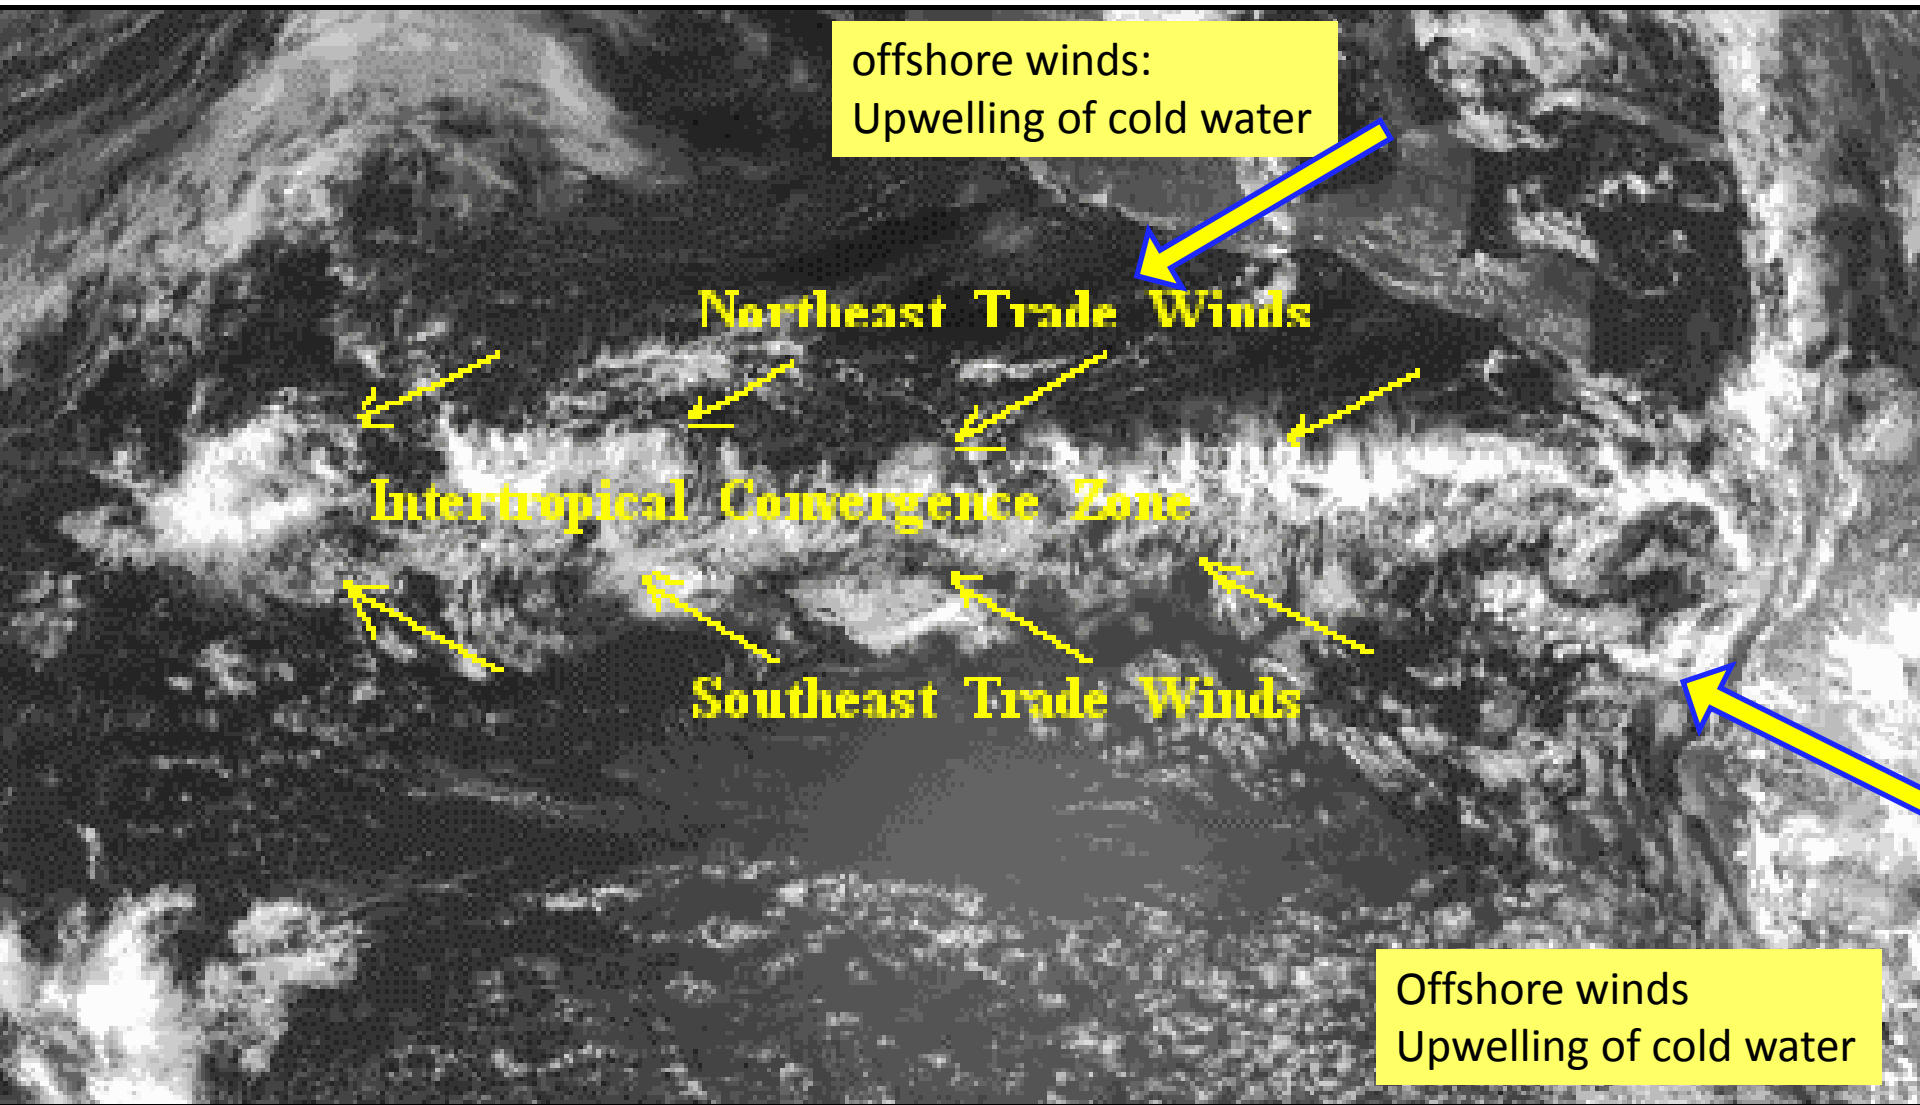 offshore winds:
Upwelling of cold water
Northeast Trade Winds
Intertropical Convergence Zone
Southeast Trade Winds
Offshore winds
Upwelling of cold water